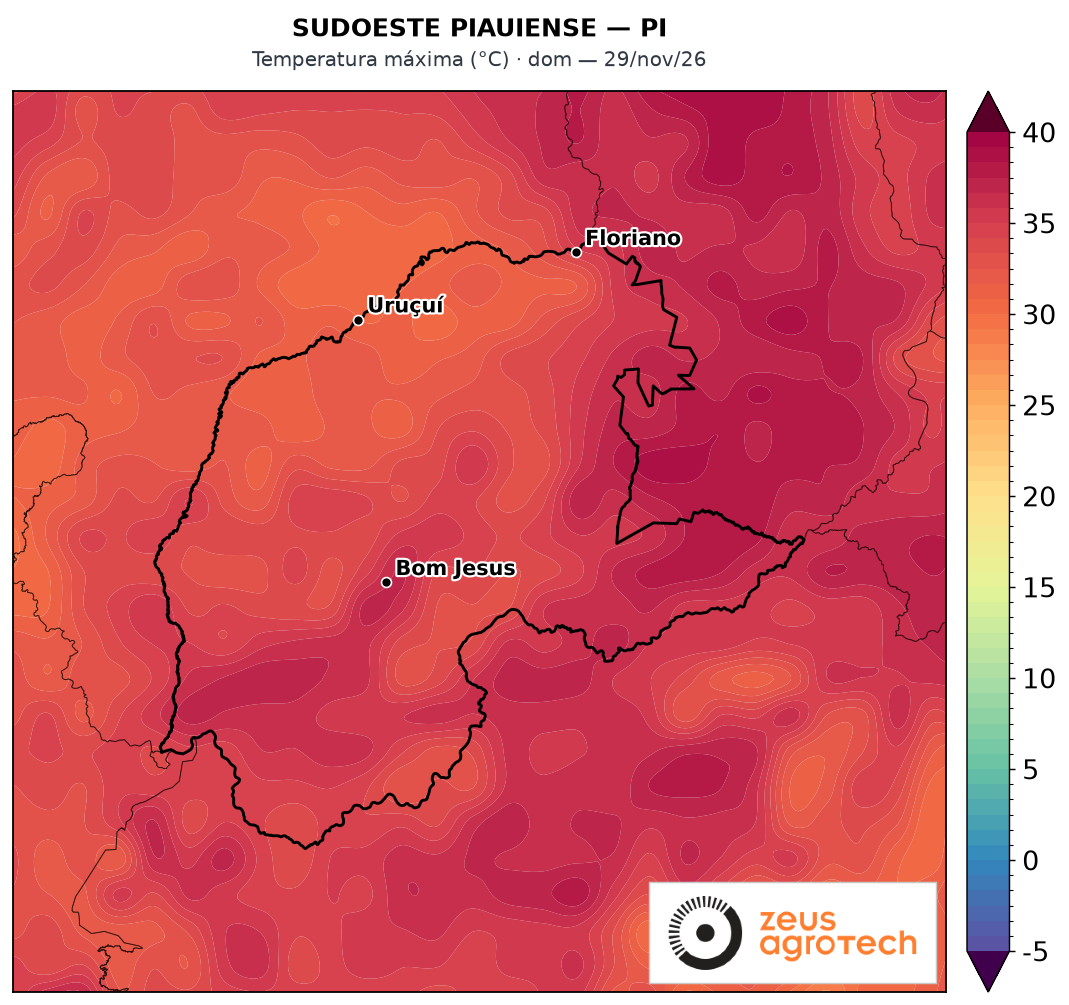 SUDOESTE PIAUIENSE — PI
Temperatura máxima (°C) · dom — 29/nov/26
Floriano
Uruçuí
Bom Jesus
40
35
30
25
20
15
10
5
0
-5
zeus
agrotech